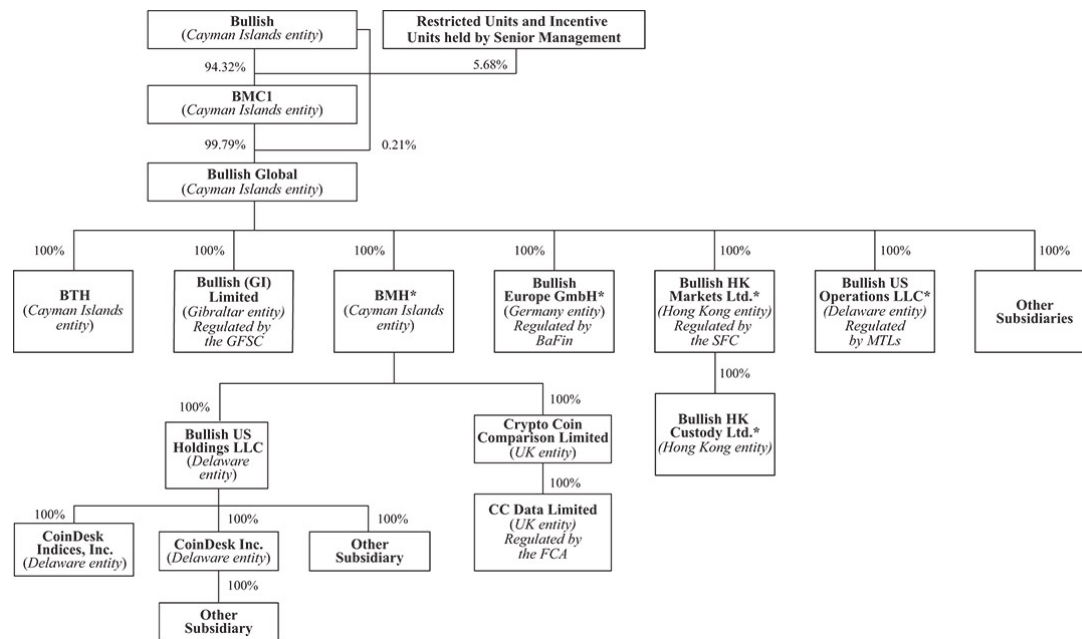 Bullish
(Cayman Islands entity)
Restricted Units and Incentive
Units held by Senior Management
94.32%
5.68%
BMC1
(Cayman Islands entity)
99.79%
0.21%
Bullish Global
(Cayman Islands entity)
100%
100%
100%
100%
100%
100%
100%
BTH
(Cayman Islands
entity)
Bullish (GI)
Limited
(Gibraltar entity)
Regulated by
the GFSC
BMH*
(Cayman Islands
entity)
Bullish
Europe GmbH*
(Germany entity)
Regulated by
BaFin
Bullish HK
Markets Ltd.*
(Hong Kong entity)
Regulated by
the SFC
Bullish US
Operations LLC*
(Delaware entity)
Regulated
by MTLs
Other
Subsidiaries
100%
100%
100%
Bullish US
Holdings LLC
(Delaware
entity)
Crypto Coin
Comparison Limited
(UK entity)
Bullish HK
Custody Ltd.*
(Hong Kong entity)
100%
100%
100%
100%
CoinDesk
Indices, Inc.
(Delaware entity)
CoinDesk Inc.
(Delaware entity)
Other
Subsidiary
CC Data Limited
(UK entity)
Regulated by
the FCA
100%
Other
Subsidiary